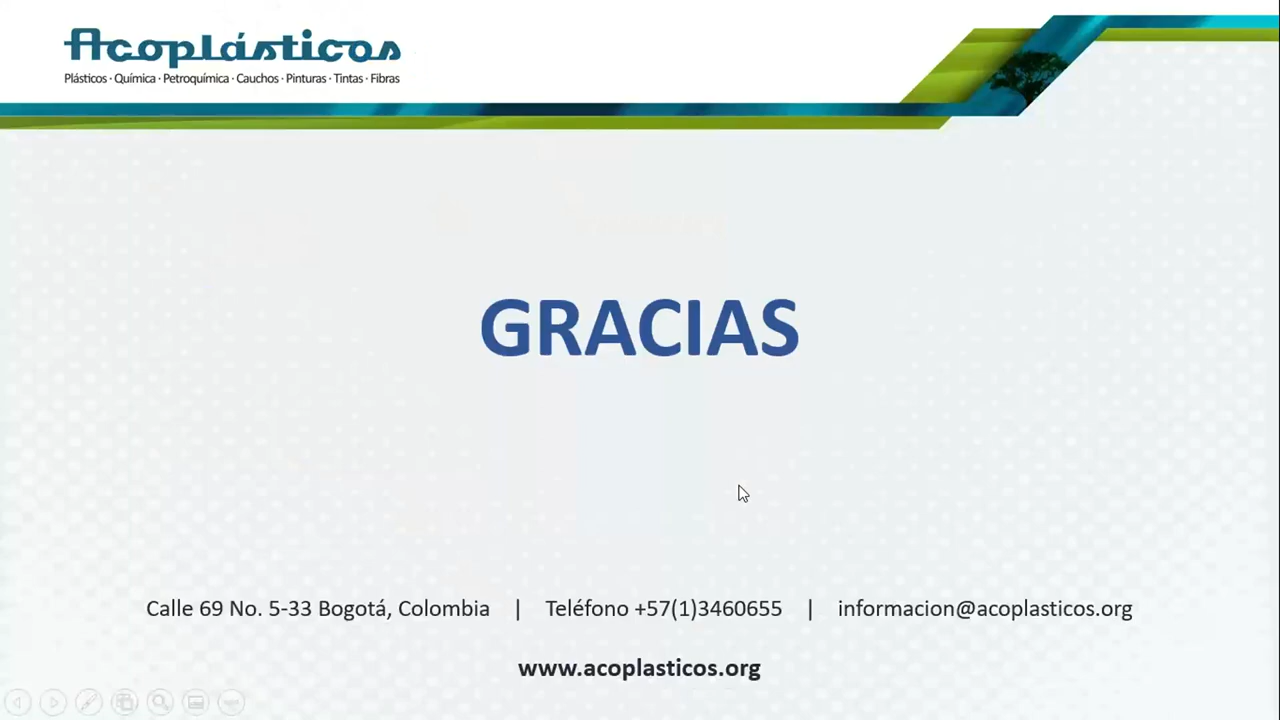 Acoplásticos
Plásticos · Química · Petroquímica · Cauchos · Pinturas · Tintas · Fibras
GRACIAS
Calle 69 No. 5-33 Bogotá, Colombia | Teléfono +57(1)3460655 | informacion@acoplasticos.org
www.acoplasticos.org